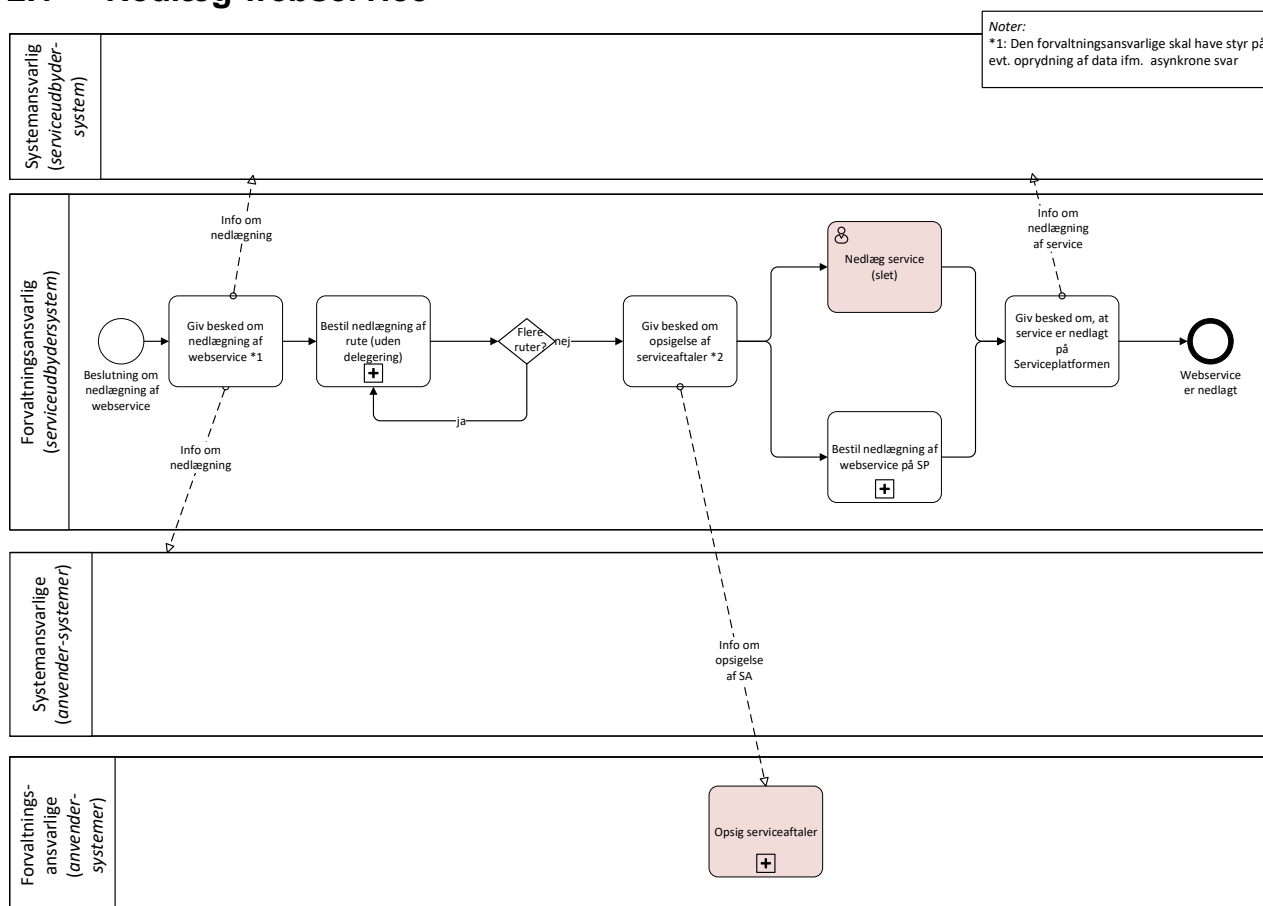 Noter:
*1: Den forvaltningsansvarlige skal have styr på
evt. oprydning af data ifm. asynkrone svar
Systemansvarlig
(serviceudbyder-
system)
Info om
nedlægning
Info om
nedlægning
af service
Forvaltningsansvarlig
(serviceudbydersystem)
Beslutning om
nedlægning af
webservice
Giv besked om
nedlægning af
webservice *1
Bestil nedlægning af
rute (uden
delegering)
Flere
ruter?
nej
ja
Giv besked om
opsigelse af
serviceaftaler *2
Nedlæg service
(slet)
Bestil nedlægning af
webservice på SP
Giv besked om, at
service er nedlagt
på
Serviceplatformen
Webservice
er nedlagt
Info om
nedlægning
Systemansvarlige
(anvender-systemer)
Info om
opsigelse
af SA
Forvaltnings-
ansvarlige
(anvender-
systemer)
Opsig serviceaftaler